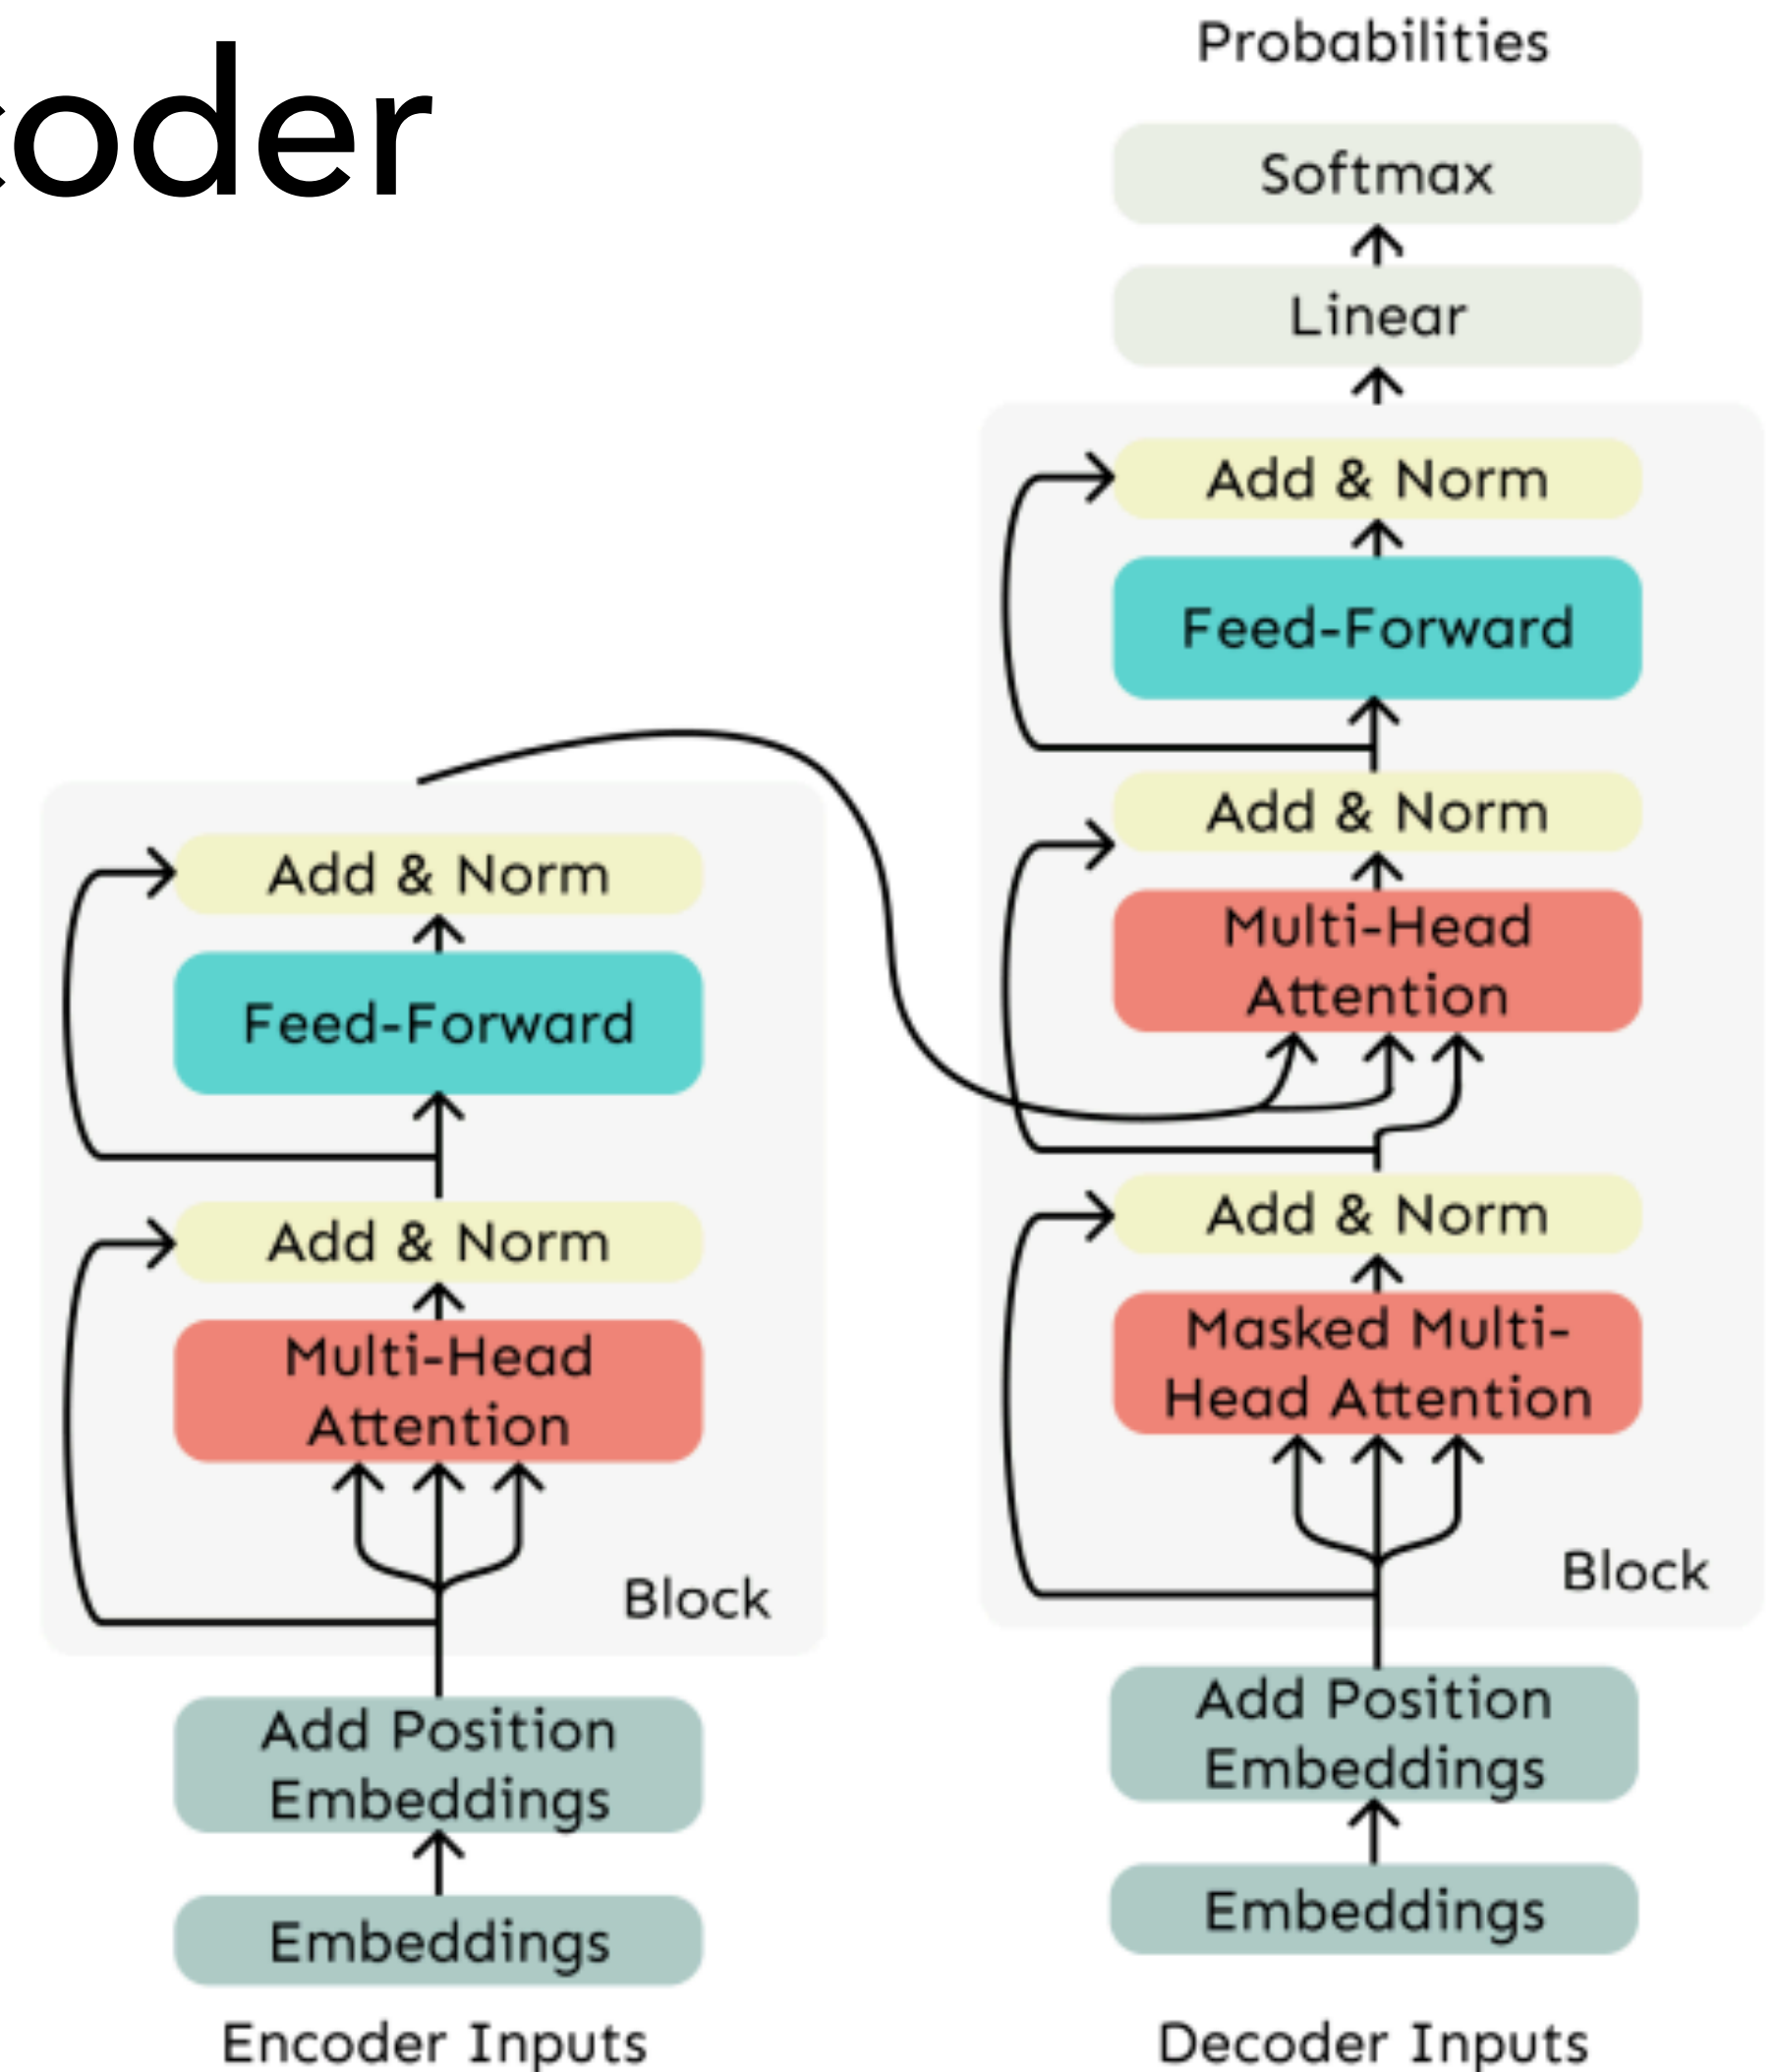 coder
Probabilities
Softmax
Linear
Add & Norm
Feed-Forward
Add & Norm
Multi-Head
Attention
Add & Norm
Masked Multi-
Head Attention
Block
Add Position
Embeddings
Embeddings
Decoder Inputs
Add & Norm
Feed-Forward
Add & Norm
Multi-Head
Attention
Block
Add Position
Embeddings
Embeddings
Encoder Inputs